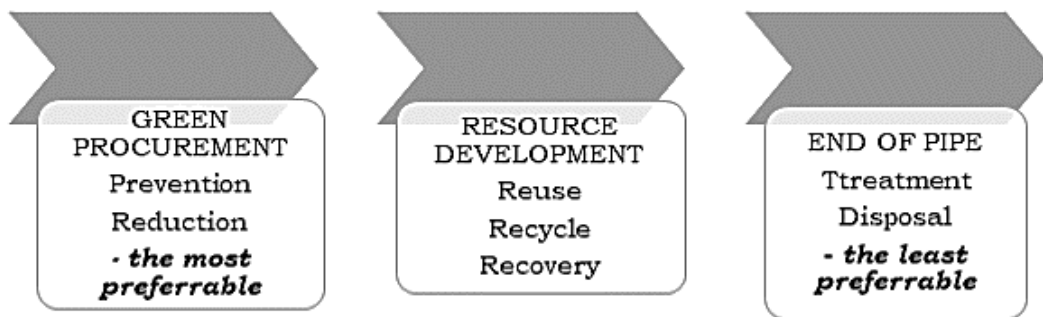 GREEN
PROCUREMENT
Prevention
Reduction
- the most
preferrable
RESOURCE
DEVELOPMENT
Reuse
Recycle
Recovery
END OF PIPE
Ttreatment
Disposal
- the least
preferrable